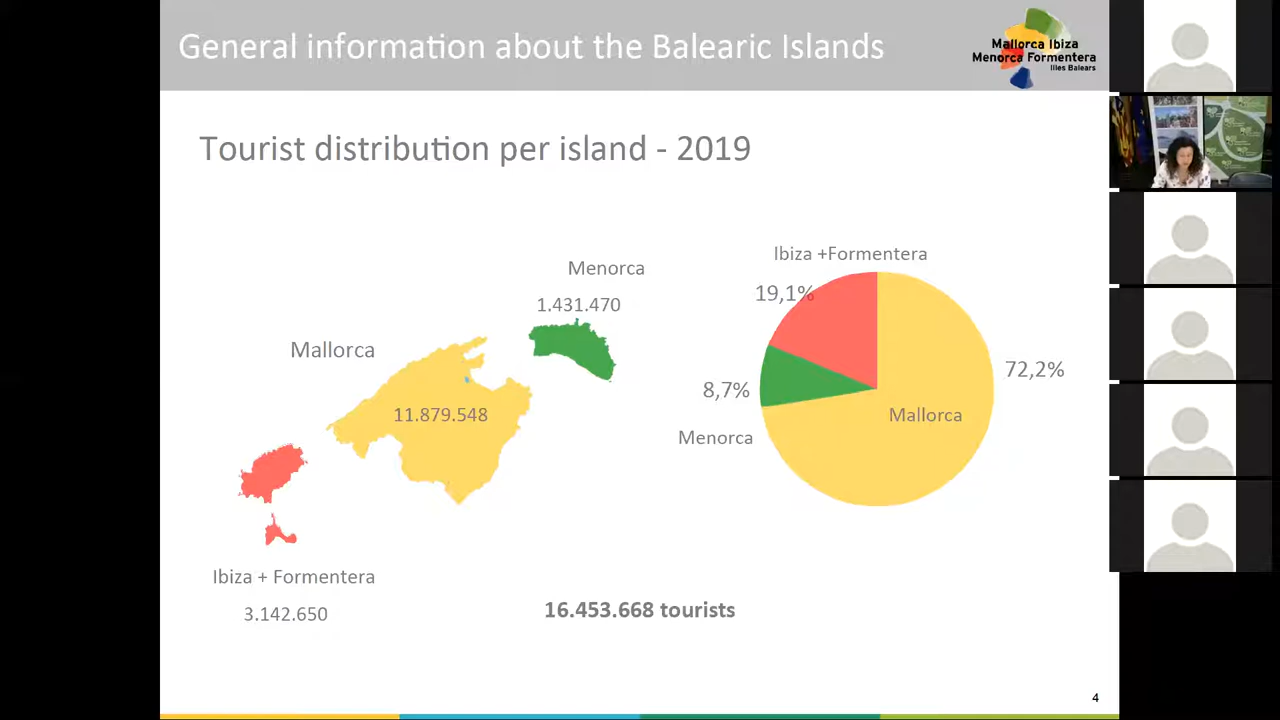 General information about the Balearic Islands
Mallorca Ibiza
Menorca Formentera
Illes Balears
Tourist distribution per island - 2019
Menorca
1.431.470
Mallorca
11.879.548
Ibiza + Formentera
3.142.650
Ibiza +Formentera
19,1%
72,2%
8,7%
Mallorca
Menorca
16.453.668 tourists
4